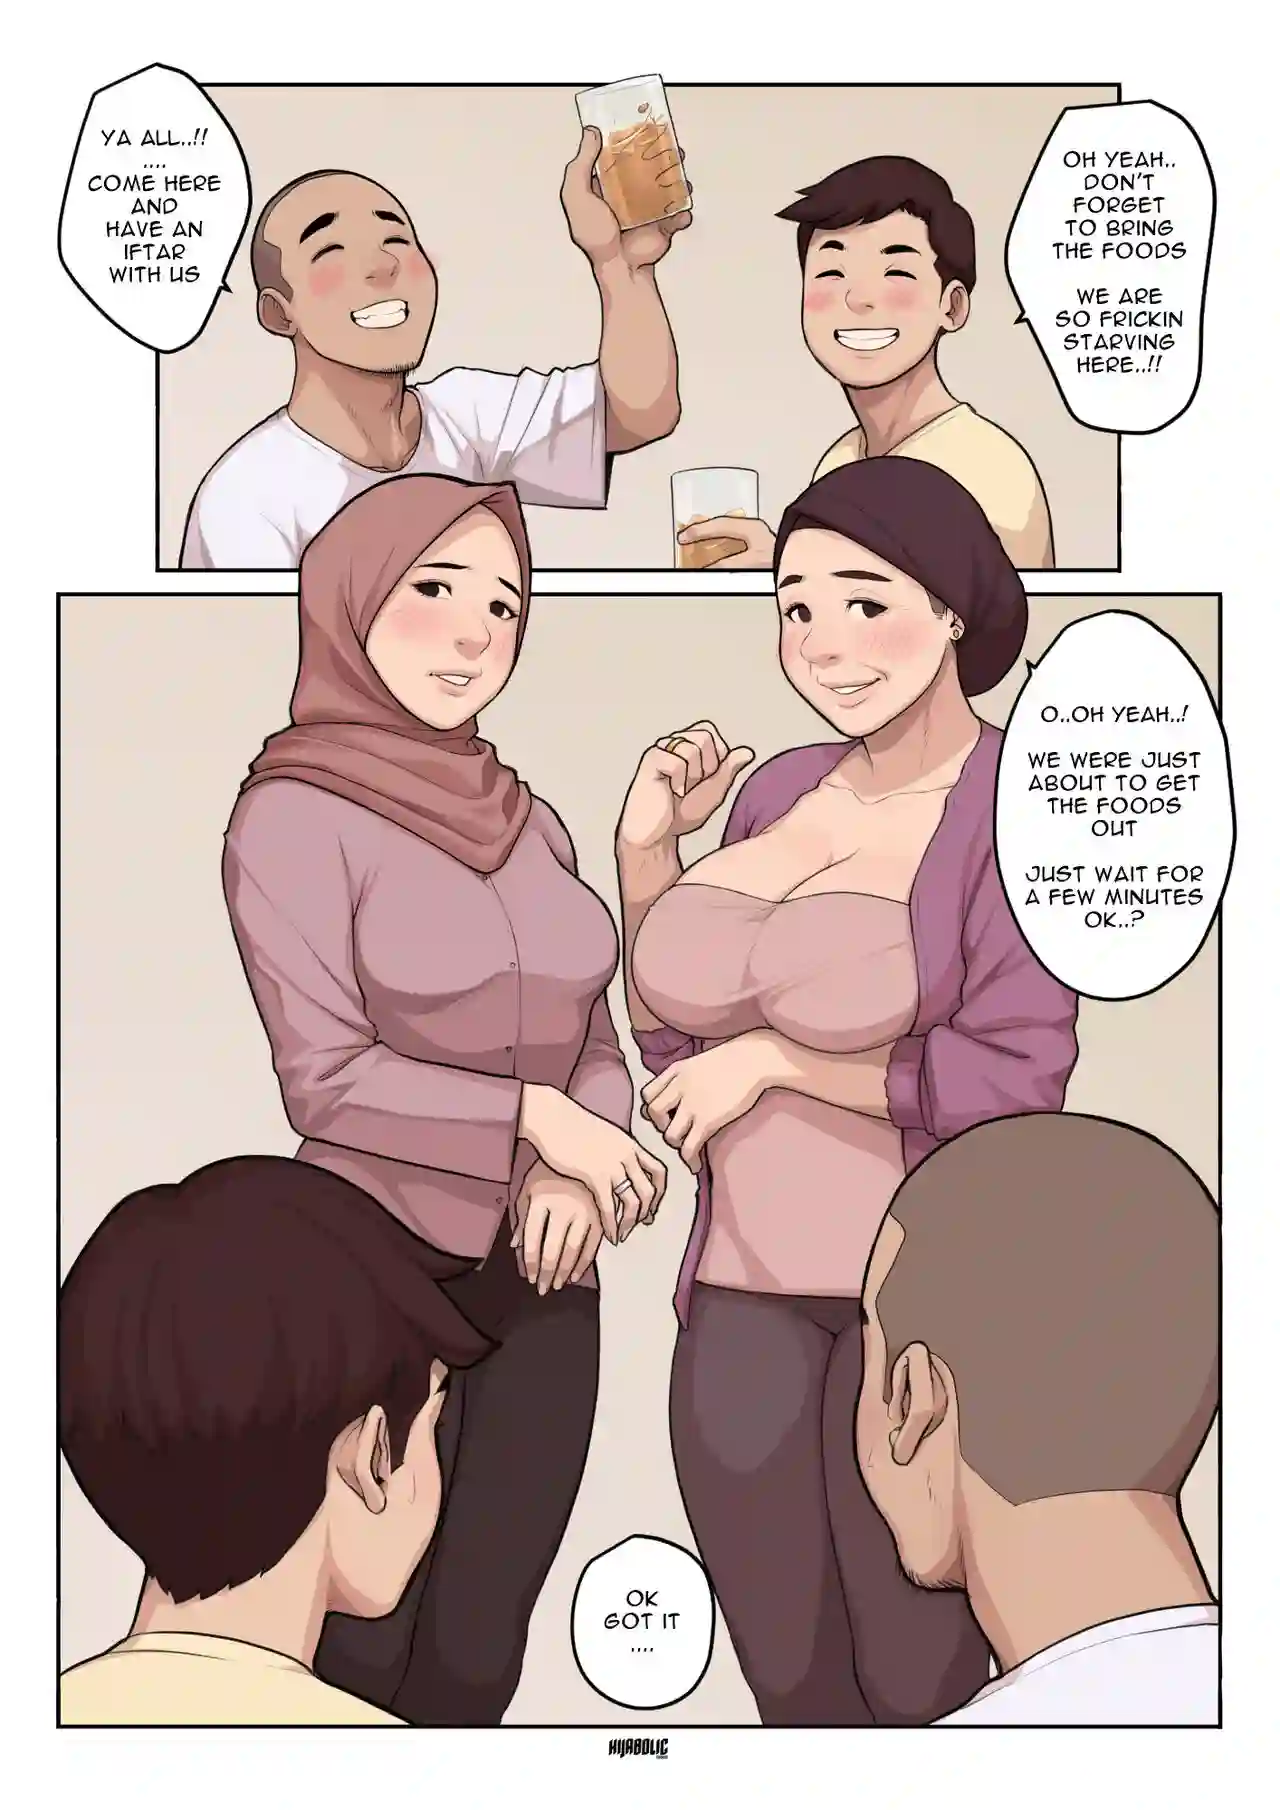 YA ALL..!!
....
COME HERE
AND
HAVE AN
IFTAR
WITH US
OH YEAH..
DON'T
FORGET
TO BRING
THE FOODS
WE ARE
SO FRICKIN
STARVING
HERE..!!
O..OH YEAH..!
WE WERE JUST
ABOUT TO GET
THE FOODS
OUT
JUST WAIT FOR
A FEW MINUTES
OK..?
OK
GOT IT
....
HIJABOLIC